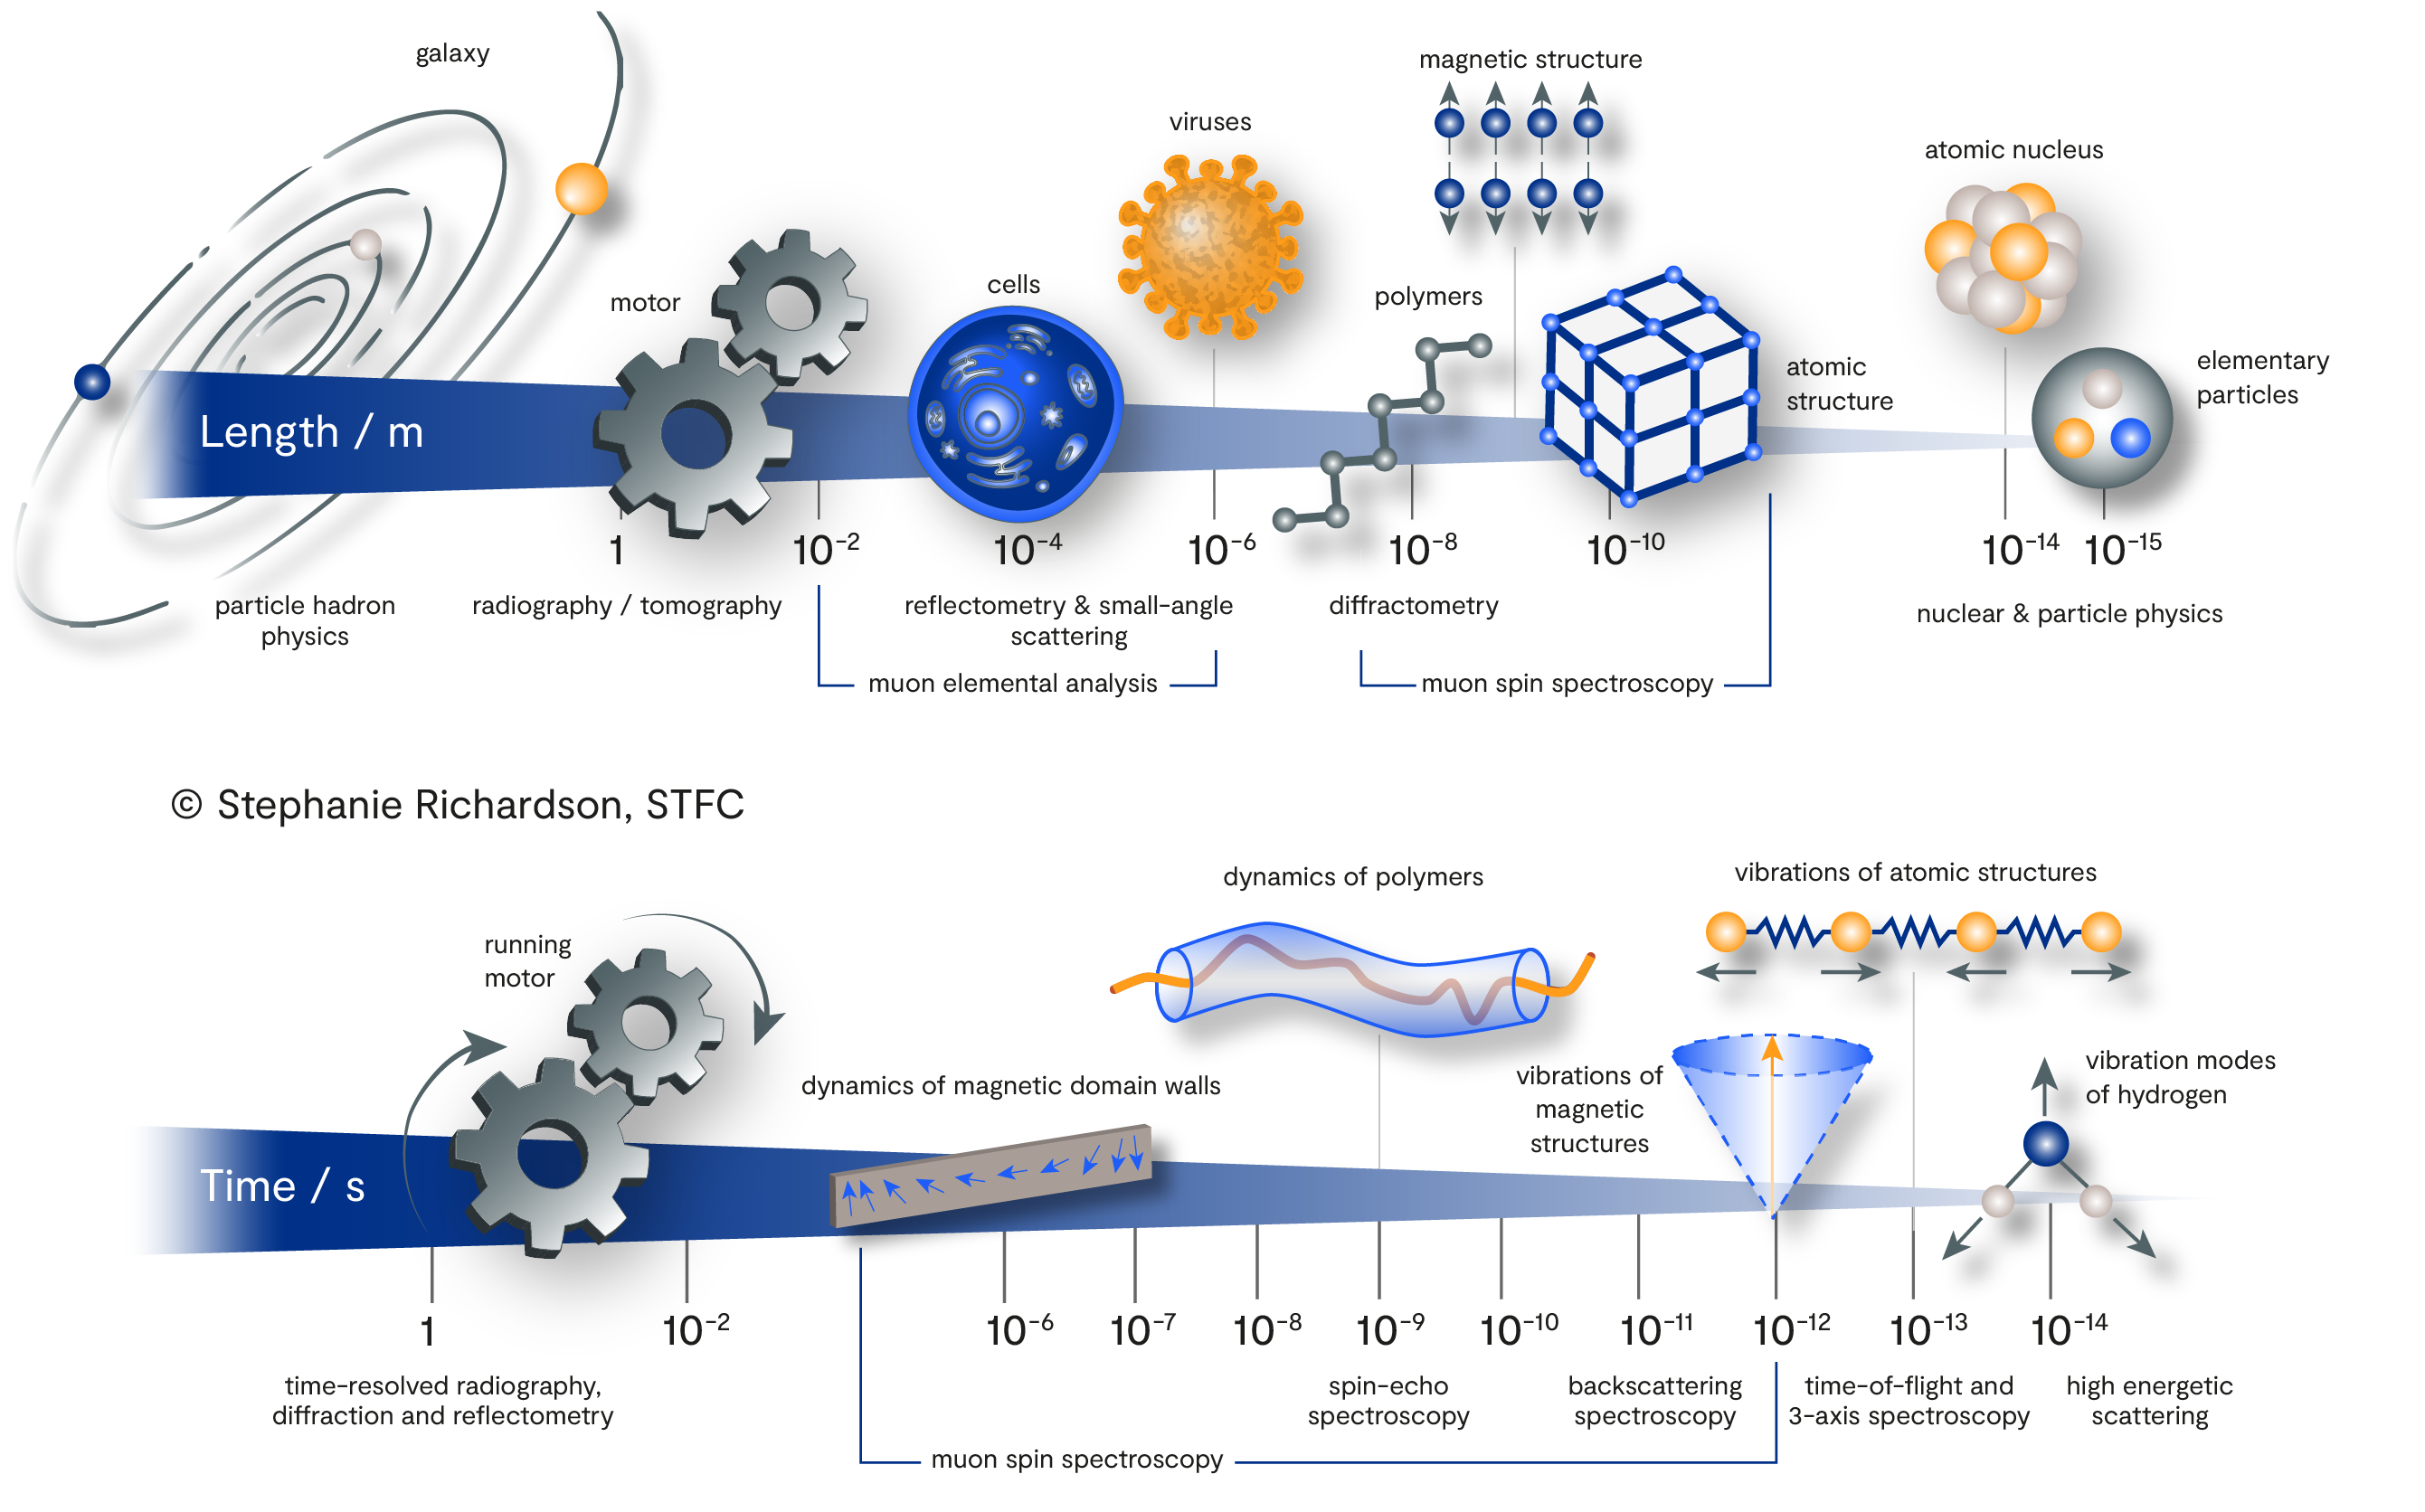 galaxy
magnetic structure
viruses
atomic nucleus
cells
motor
polymers
elementary
particles
atomic
structure
Length / m
1
10⁻²
10⁻⁴
10⁻⁶
10⁻⁸
10⁻¹⁰
10⁻¹⁴
10⁻¹⁵
particle hadron
physics
radiography / tomography
reflectometry & small-angle
scattering
diffractometry
nuclear & particle physics
muon elemental analysis
muon spin spectroscopy
© Stephanie Richardson, STFC
dynamics of polymers
vibrations of atomic structures
running
motor
dynamics of magnetic domain walls
vibrations of
magnetic
structures
vibration modes
of hydrogen
Time / s
1
10⁻²
10⁻⁶
10⁻⁷
10⁻⁸
10⁻⁹
10⁻¹⁰
10⁻¹¹
10⁻¹²
10⁻¹³
10⁻¹⁴
time-resolved radiography,
diffraction and reflectometry
spin-echo
spectroscopy
backscattering
spectroscopy
time-of-flight and
3-axis spectroscopy
high energetic
scattering
muon spin spectroscopy